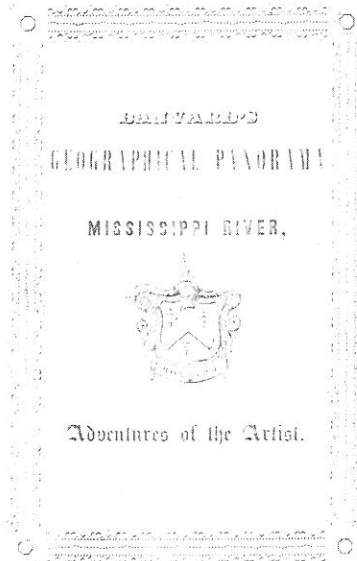 BANVARD'S
GEOGRAPHICAL PANORAMA
MISSISSIPPI RIVER,
Adventures of the Artist.